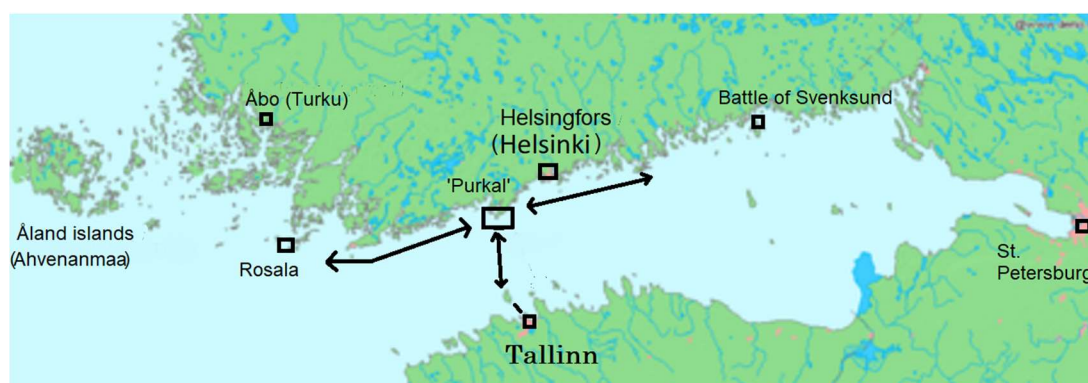 Åbo (Turku)
Helsingfors
(Helsinki)
Battle of Svenksund
'Purkal'
Åland islands
(Ahvenanmaa)
Rosala
St.
Petersburg
Tallinn